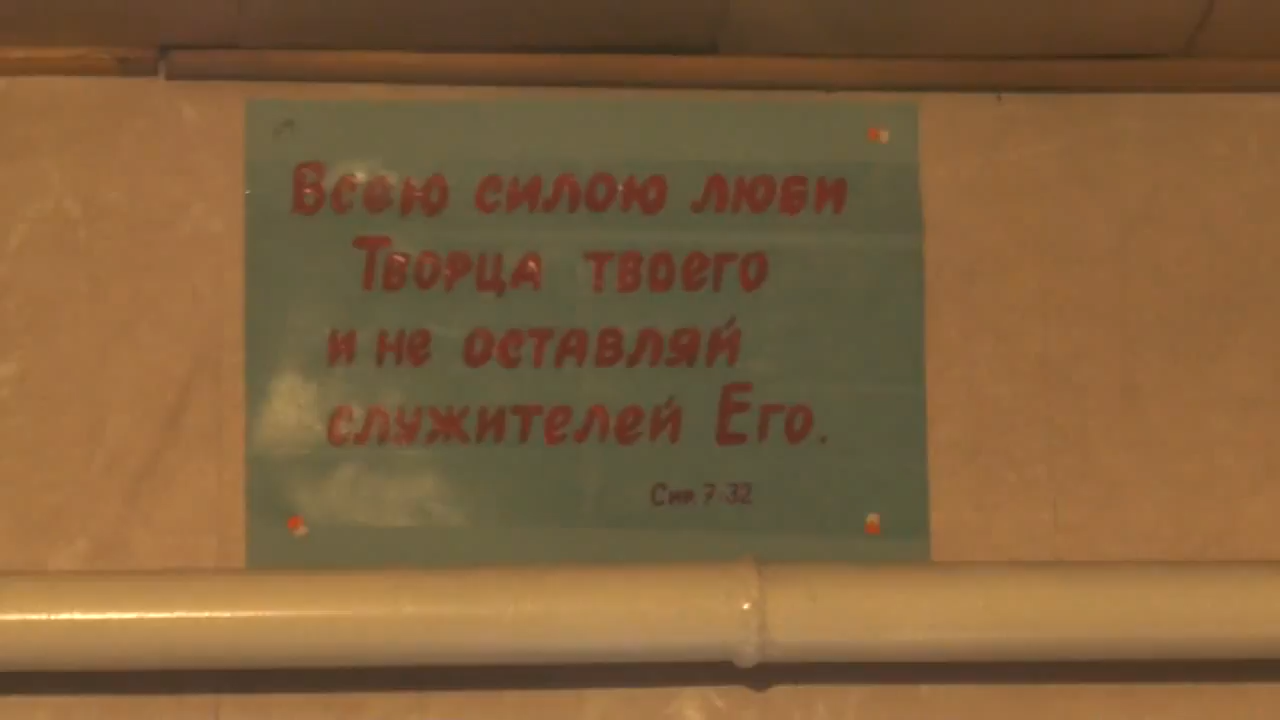 Всею силою люби
Творца твоего
и не оставляй
служителей Его.
Сир. 7:32